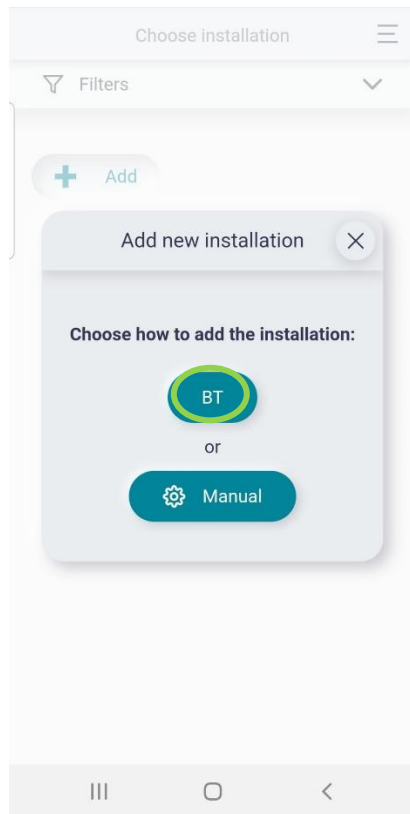 Choose installation
Filters
Add
Add new installation
Choose how to add the installation:
BT
or
Manual